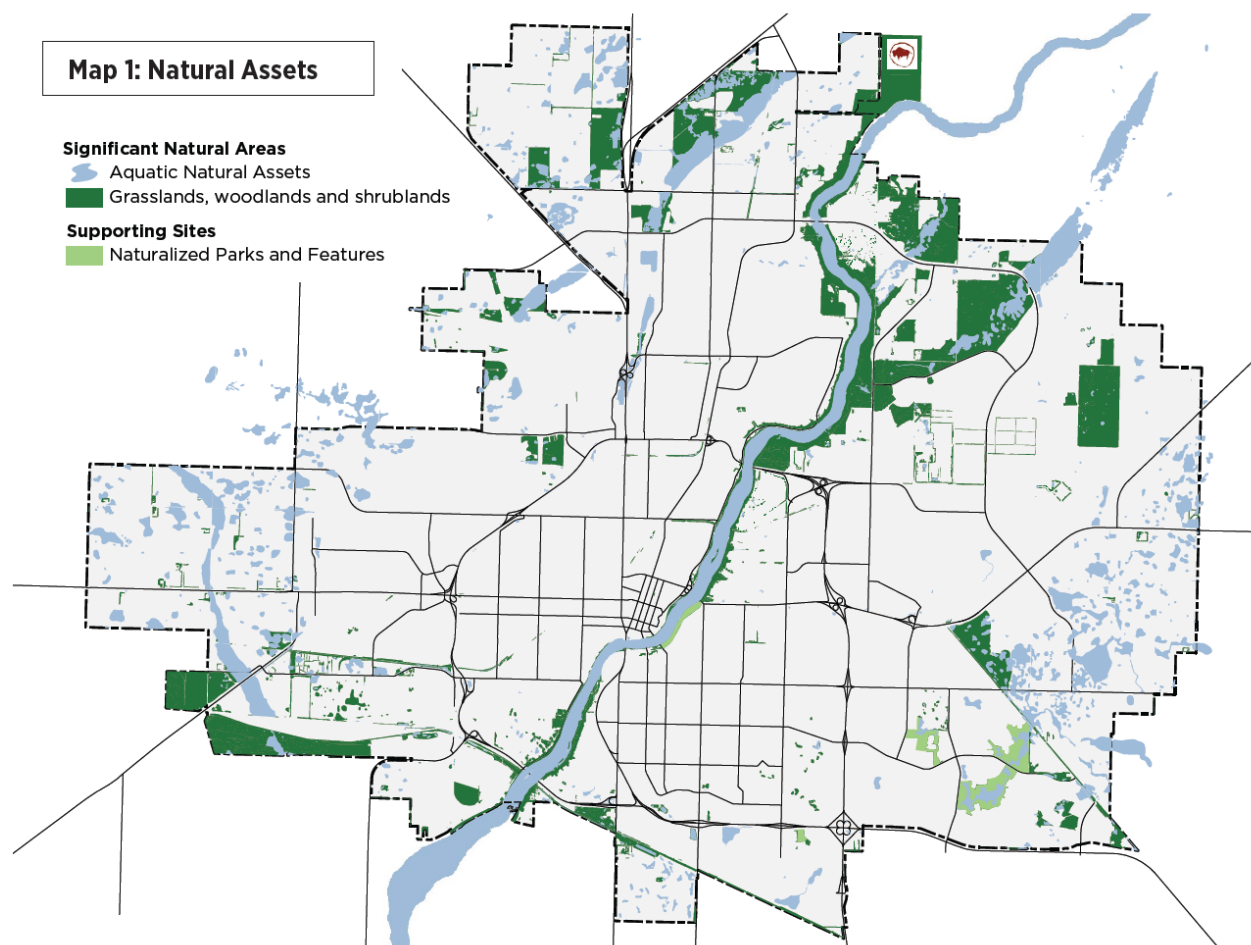 Map 1: Natural Assets
Significant Natural Areas
Aquatic Natural Assets
Grasslands, woodlands and shrublands
Supporting Sites
Naturalized Parks and Features